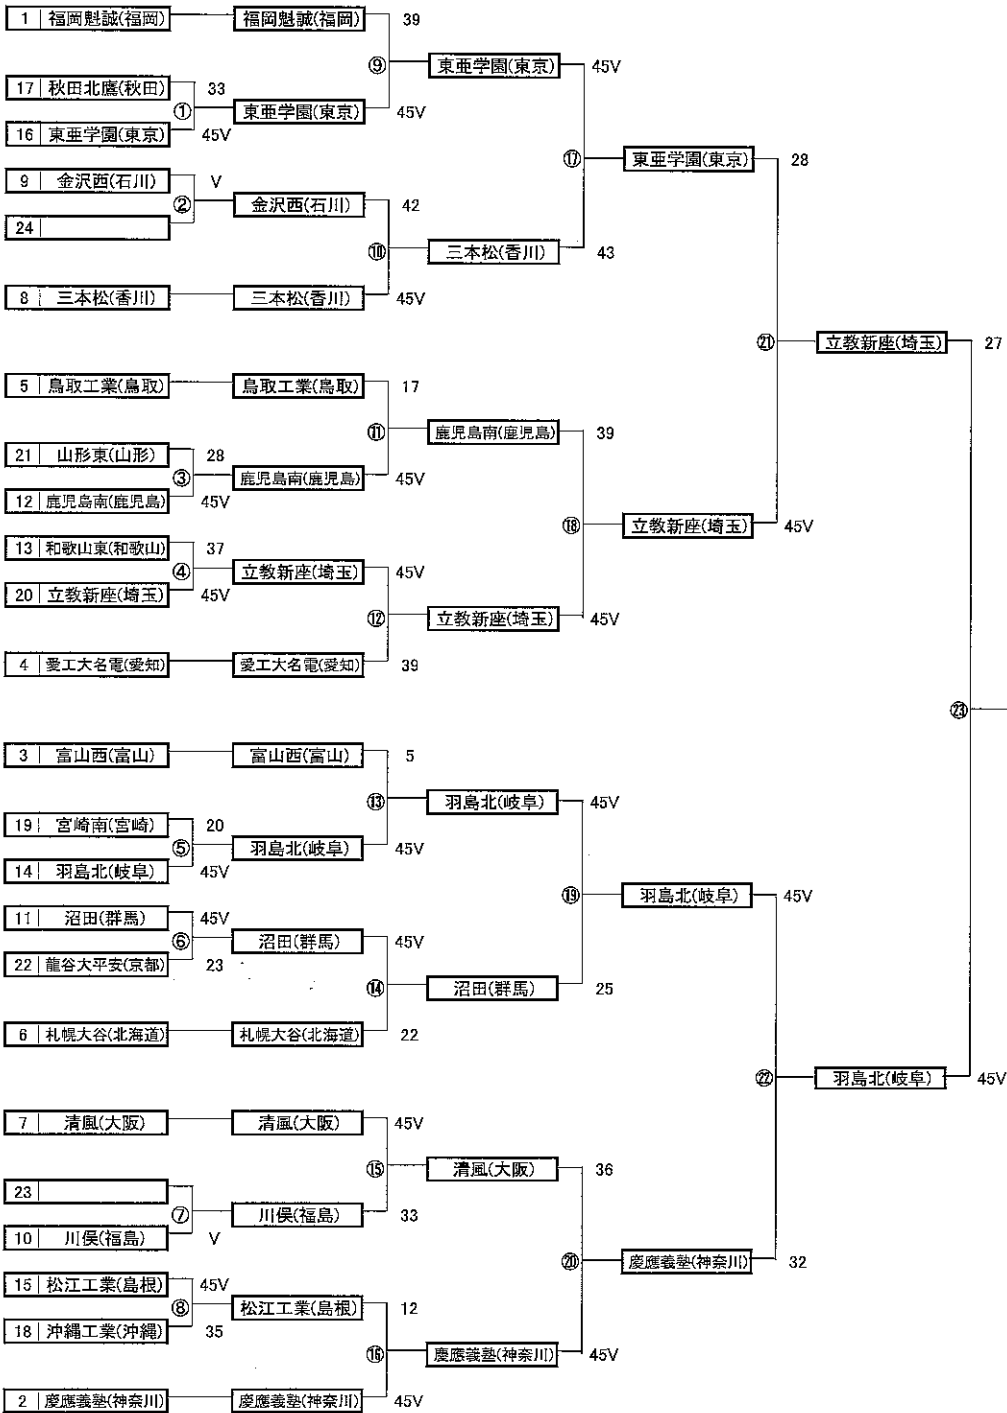 1 福岡魁誠(福岡) 福岡魁誠(福岡) 39
⑨ 東亜学園(東京) 45V
17 秋田北鷹(秋田) 33
① 東亜学園(東京) 45V
16 東亜学園(東京) 45V
⑰ 東亜学園(東京) 28
9 金沢西(石川) V
② 金沢西(石川) 42
24
⑩ 三本松(香川) 43
8 三本松(香川) 三本松(香川) 45V
㉑ 立教新座(埼玉) 27
5 鳥取工業(鳥取) 鳥取工業(鳥取) 17
⑪ 鹿児島南(鹿児島) 39
21 山形東(山形) 28
③ 鹿児島南(鹿児島) 45V
12 鹿児島南(鹿児島) 45V
⑱ 立教新座(埼玉) 45V
13 和歌山東(和歌山) 37
④ 立教新座(埼玉) 45V
20 立教新座(埼玉) 45V
⑫ 立教新座(埼玉) 45V
4 愛工大名電(愛知) 愛工大名電(愛知) 39
㉓
3 富山西(富山) 富山西(富山) 5
⑬ 羽島北(岐阜) 45V
19 宮崎南(宮崎) 20
⑤ 羽島北(岐阜) 45V
14 羽島北(岐阜) 45V
⑲ 羽島北(岐阜) 45V
11 沼田(群馬) 45V
⑥ 沼田(群馬) 45V
22 龍谷大平安(京都) 23
⑭ 沼田(群馬) 25
6 札幌大谷(北海道) 札幌大谷(北海道) 22
㉒ 羽島北(岐阜) 45V
7 清風(大阪) 清風(大阪) 45V
⑮ 清風(大阪) 36
23
⑦ 川俣(福島) 33
10 川俣(福島) V
⑳ 慶應義塾(神奈川) 32
15 松江工業(島根) 45V
⑧ 松江工業(島根) 12
18 沖縄工業(沖縄) 35
⑯ 慶應義塾(神奈川) 45V
2 慶應義塾(神奈川) 慶應義塾(神奈川) 45V